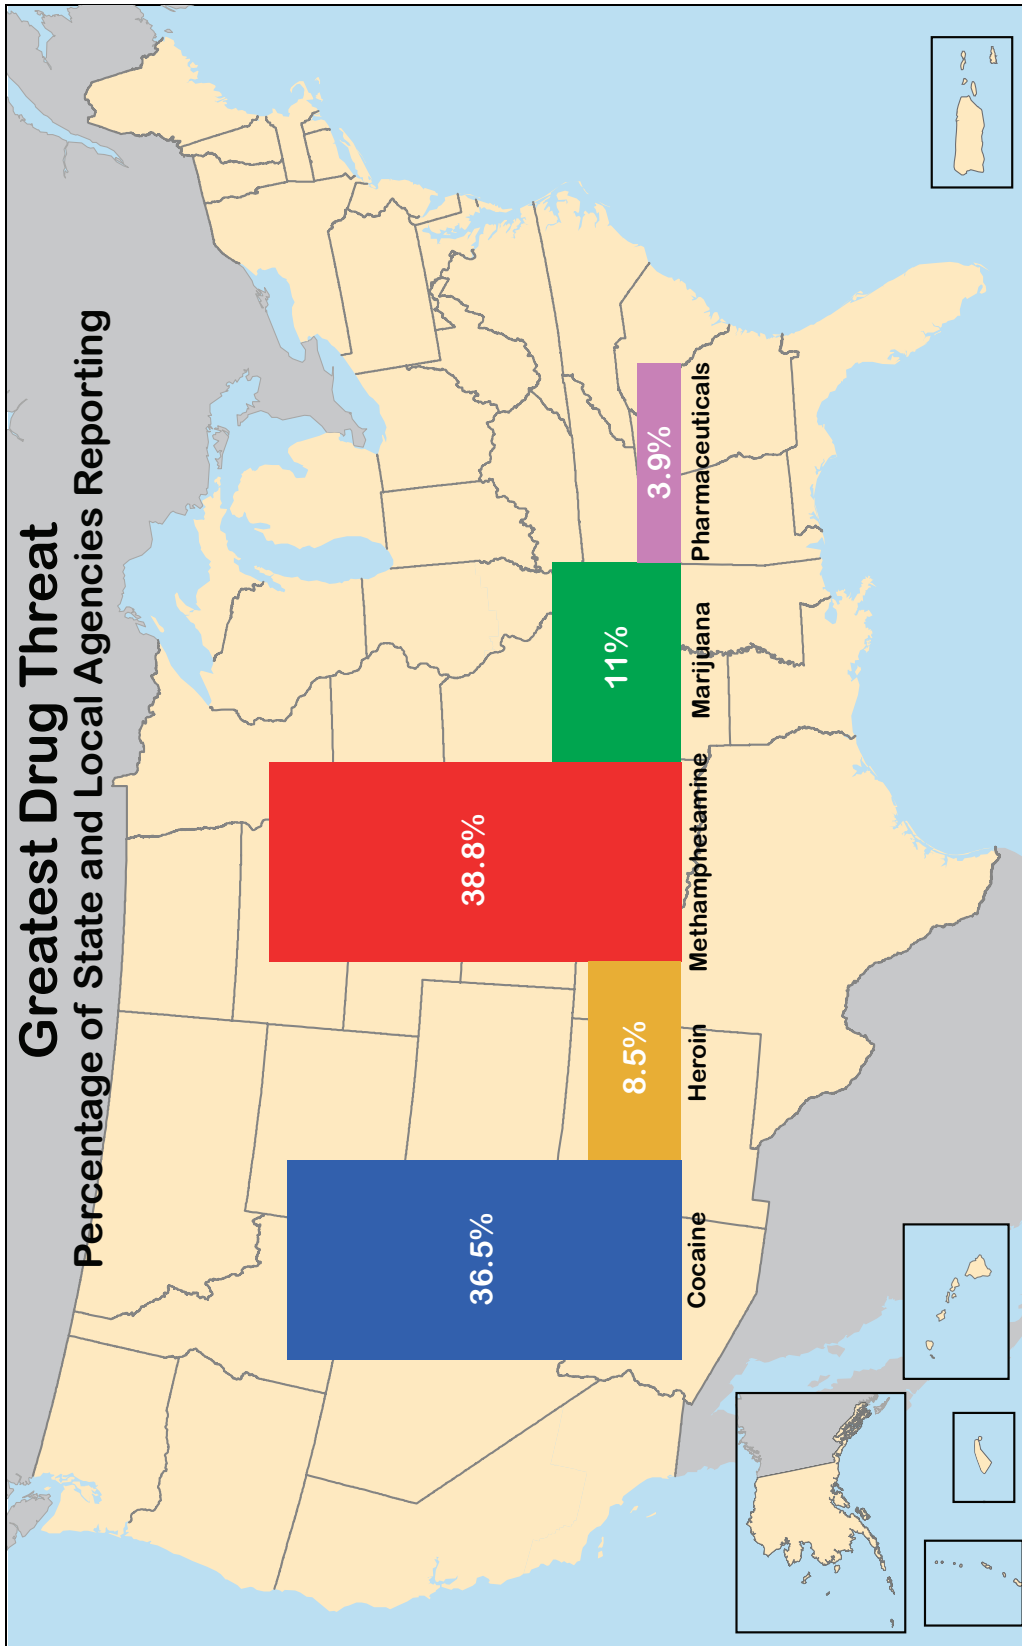 Greatest Drug Threat
Percentage of State and Local Agencies Reporting
36.5%
8.5%
38.8%
11%
3.9%
Cocaine
Heroin
Methamphetamine
Marijuana
Pharmaceuticals